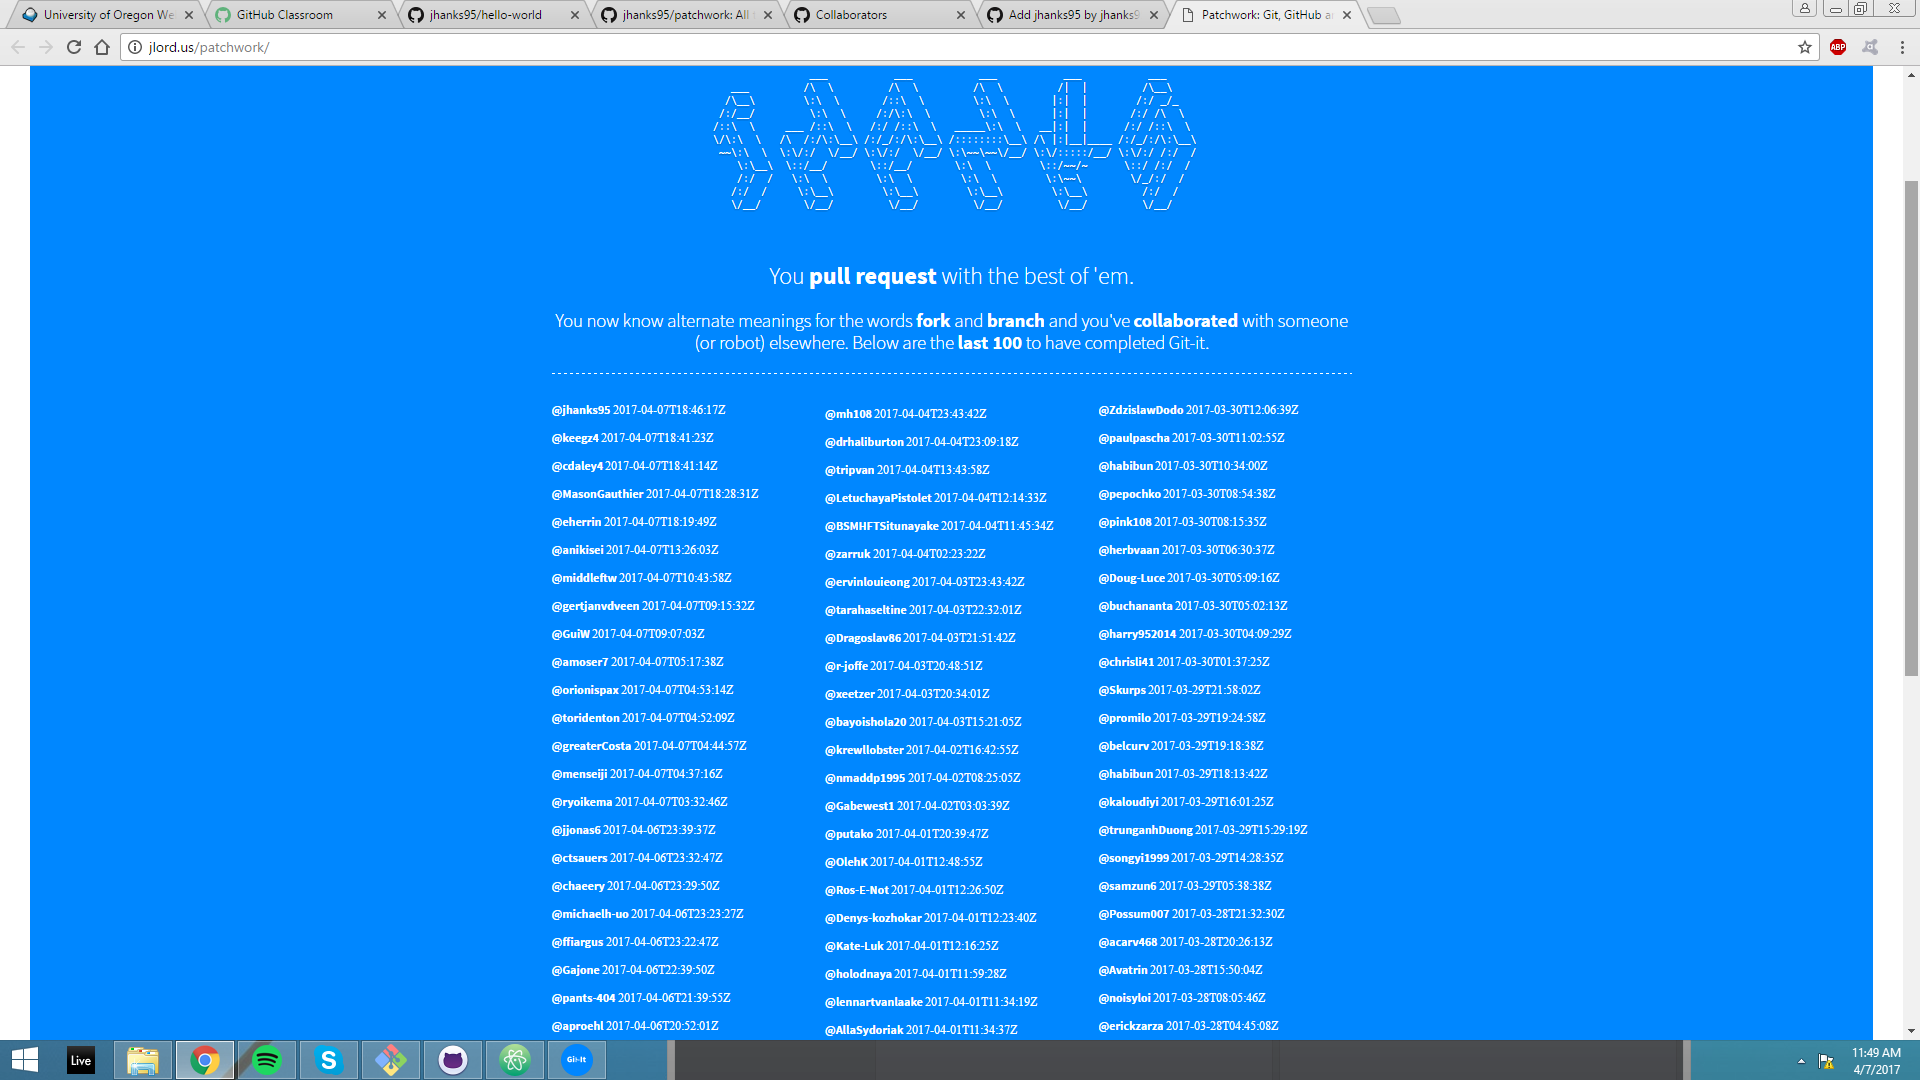 University of Oregon We
GitHub Classroom
jhanks95/hello-world
jhanks95/patchwork: All
Collaborators
Add jhanks95 by jhanks9
Patchwork: Git, GitHub a
jlord.us/patchwork/
ABP
You pull request with the best of 'em.
You now know alternate meanings for the words fork and branch and you've collaborated with someone
(or robot) elsewhere. Below are the last 100 to have completed Git-it.
@jhanks95 2017-04-07T18:46:17Z
@keegz4 2017-04-07T18:41:23Z
@cdaley4 2017-04-07T18:41:14Z
@MasonGauthier 2017-04-07T18:28:31Z
@eherrin 2017-04-07T18:19:49Z
@anikisei 2017-04-07T13:26:03Z
@middleftw 2017-04-07T10:43:58Z
@gertjanvdveen 2017-04-07T09:15:32Z
@GuiW 2017-04-07T09:07:03Z
@amoser7 2017-04-07T05:17:38Z
@orionispax 2017-04-07T04:53:14Z
@toridenton 2017-04-07T04:52:09Z
@greaterCosta 2017-04-07T04:44:57Z
@menseiji 2017-04-07T04:37:16Z
@ryoikema 2017-04-07T03:32:46Z
@jjonas6 2017-04-06T23:39:37Z
@ctsauers 2017-04-06T23:32:47Z
@chaeery 2017-04-06T23:29:50Z
@michaelh-uo 2017-04-06T23:23:27Z
@ffiargus 2017-04-06T23:22:47Z
@Gajone 2017-04-06T22:39:50Z
@pants-404 2017-04-06T21:39:55Z
@aproehl 2017-04-06T20:52:01Z
@mh108 2017-04-04T23:43:42Z
@drhaliburton 2017-04-04T23:09:18Z
@tripvan 2017-04-04T13:43:58Z
@LetuchayaPistolet 2017-04-04T12:14:33Z
@BSMHFTSitunayake 2017-04-04T11:45:34Z
@zarruk 2017-04-04T02:23:22Z
@ervinlouieong 2017-04-03T23:43:42Z
@tarahaseltine 2017-04-03T22:32:01Z
@Dragoslav86 2017-04-03T21:51:42Z
@r-joffe 2017-04-03T20:48:51Z
@xeetzer 2017-04-03T20:34:01Z
@bayoishola20 2017-04-03T15:21:05Z
@krewllobster 2017-04-02T16:42:55Z
@nmaddp1995 2017-04-02T08:25:05Z
@Gabewest1 2017-04-02T03:03:39Z
@putako 2017-04-01T20:39:47Z
@OlehK 2017-04-01T12:48:55Z
@Ros-E-Not 2017-04-01T12:26:50Z
@Denys-kozhokar 2017-04-01T12:23:40Z
@Kate-Luk 2017-04-01T12:16:25Z
@holodnaya 2017-04-01T11:59:28Z
@lennartvanlaake 2017-04-01T11:34:19Z
@AllaSydoriak 2017-04-01T11:34:37Z
@ZdzislawDodo 2017-03-30T12:06:39Z
@paulpascha 2017-03-30T11:02:55Z
@habibun 2017-03-30T10:34:00Z
@pepochko 2017-03-30T08:54:38Z
@pink108 2017-03-30T08:15:35Z
@herbvaan 2017-03-30T06:30:37Z
@Doug-Luce 2017-03-30T05:09:16Z
@buchananta 2017-03-30T05:02:13Z
@harry952014 2017-03-30T04:09:29Z
@chrisli41 2017-03-30T01:37:25Z
@Skurps 2017-03-29T21:58:02Z
@promilo 2017-03-29T19:24:58Z
@belcurv 2017-03-29T19:18:38Z
@habibun 2017-03-29T18:13:42Z
@kaloudiyi 2017-03-29T16:01:25Z
@trunganhDuong 2017-03-29T15:29:19Z
@songyi1999 2017-03-29T14:28:35Z
@samzun6 2017-03-29T05:38:38Z
@Possum007 2017-03-28T21:32:30Z
@acarv468 2017-03-28T20:26:13Z
@Avatrin 2017-03-28T15:50:04Z
@noisyloi 2017-03-28T08:05:46Z
@erickzarza 2017-03-28T04:45:08Z
Live
Git-It
11:49 AM
4/7/2017